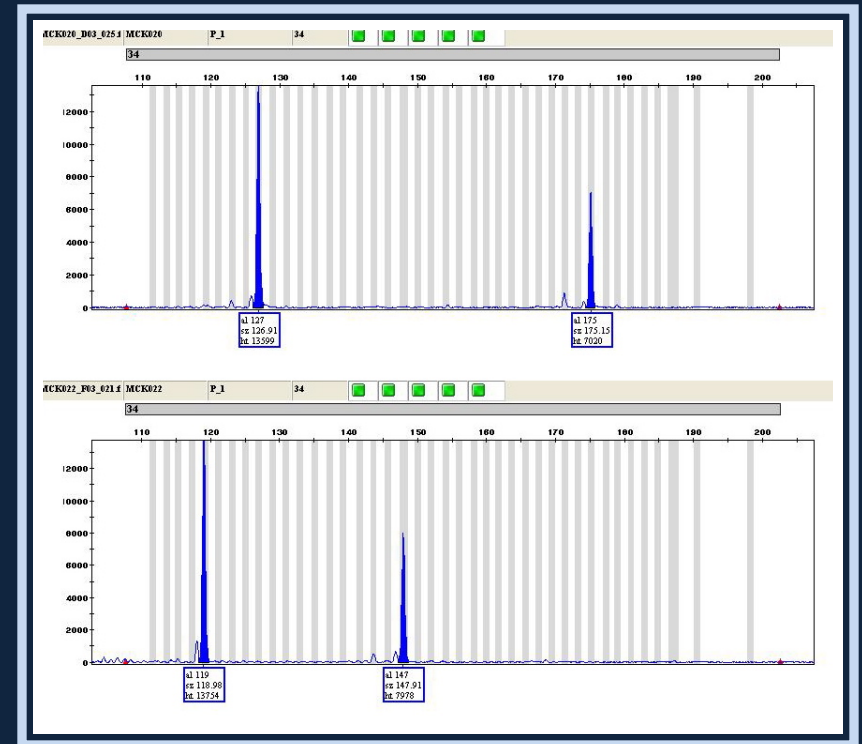 MCK020_D03_025.f MCK020 P_1 34
34
110 120 130 140 150 160 170 180 190 200
12000
10000
8000
6000
4000
2000
0
al 127
sz 126.91
ht 13599
al 175
sz 175.15
ht 7020
MCK022_F03_021.f MCK022 P_1 34
34
110 120 130 140 150 160 170 180 190 200
12000
10000
8000
6000
4000
2000
0
al 119
sz 118.98
ht 13754
al 147
sz 147.91
ht 7978